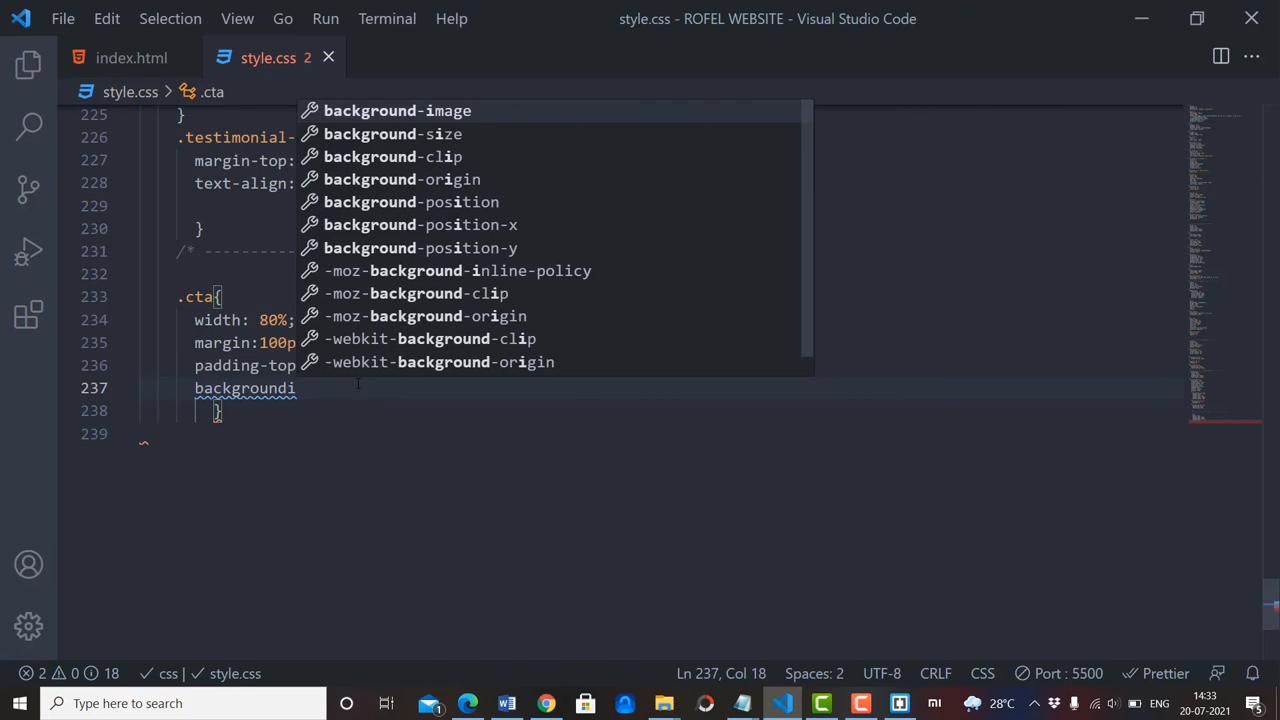 File Edit Selection View Go Run Terminal Help style.css - ROFEL WEBSITE - Visual Studio Code
index.html style.css 2
style.css > .cta
225 }
226 .testimonial-
227 margin-top:
228 text-align:
229
230 }
231 /* ------------
232
233 .cta{
234 width: 80%;
235 margin:100p
236 padding-top
237 backgroundi
238 }
239
background-image
background-size
background-clip
background-origin
background-position
background-position-x
background-position-y
-moz-background-inline-policy
-moz-background-clip
-moz-background-origin
-webkit-background-clip
-webkit-background-origin
2 0 18 css | style.css Ln 237, Col 18 Spaces: 2 UTF-8 CRLF CSS Port : 5500 Prettier
Type here to search 1 28°C ENG 14:33
20-07-2021 5